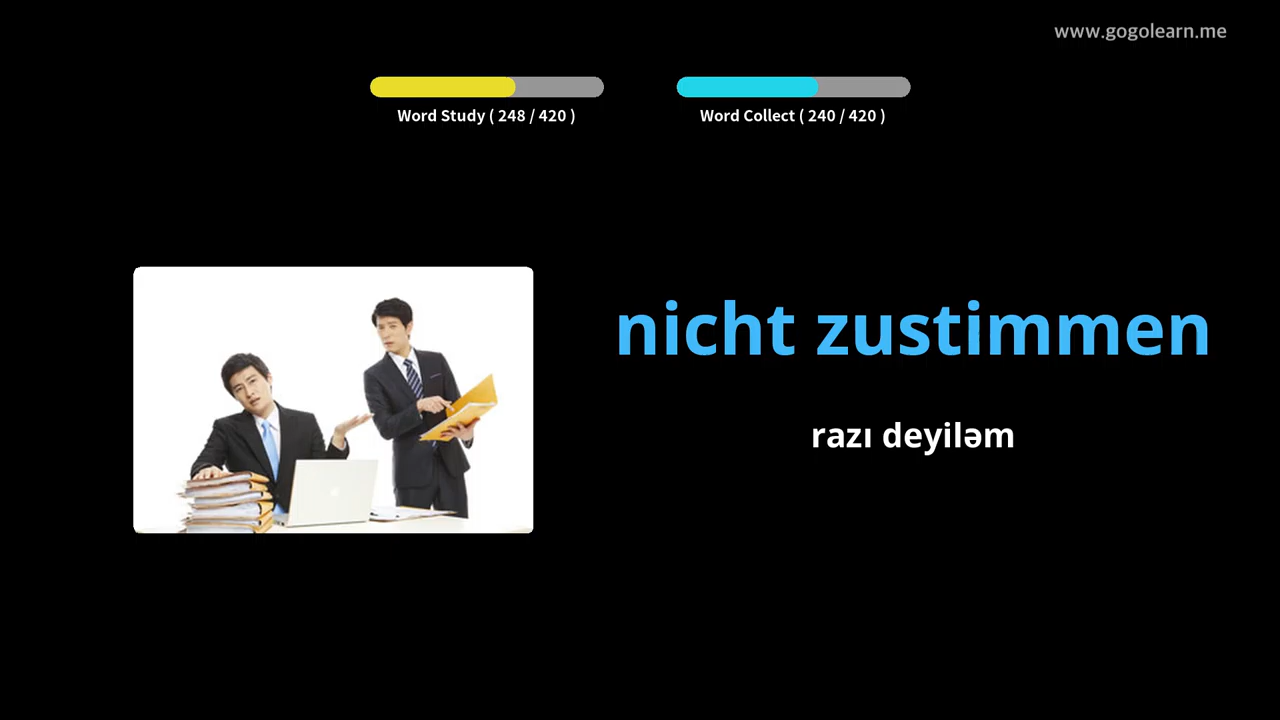 www.gogolearn.me
Word Study ( 248 / 420 )
Word Collect ( 240 / 420 )
nicht zustimmen
razı deyiləm